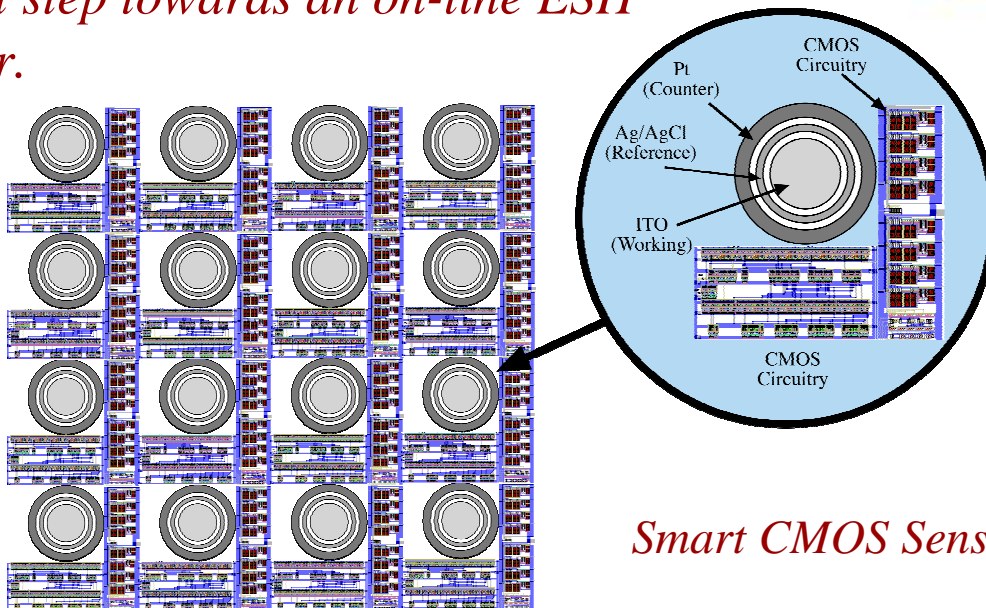 step towards an on-line ESH
r.
CMOS
Circuitry
Pt
(Counter)
Ag/AgCl
(Reference)
ITO
(Working)
CMOS
Circuitry
Smart CMOS Sens